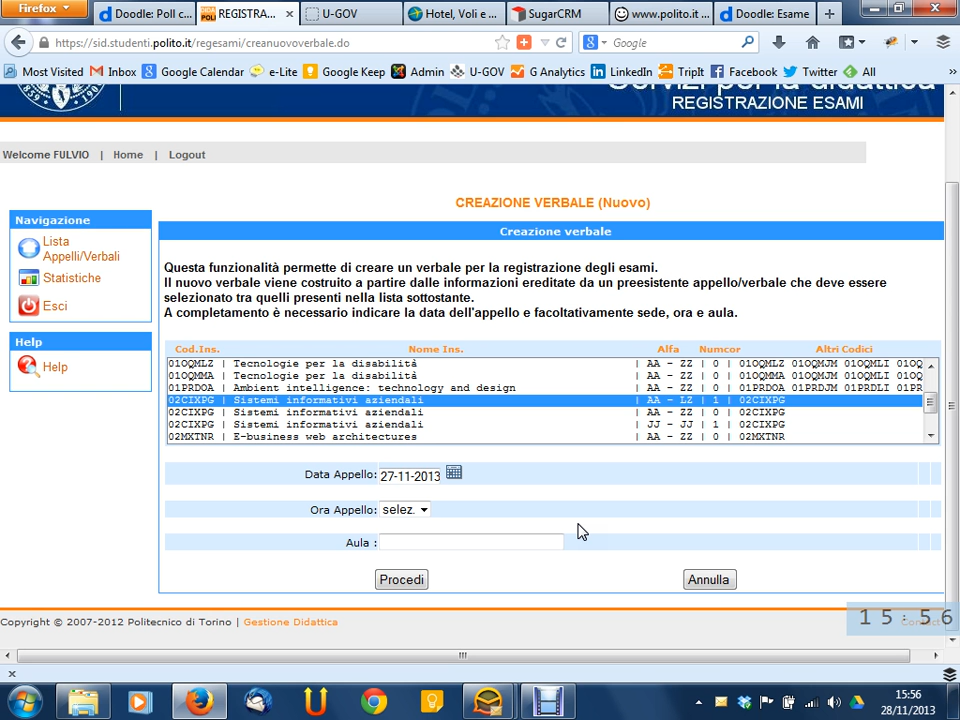 Firefox
Doodle: Poll c...
REGISTRA...
U-GOV
Hotel, Voli e ...
SugarCRM
www.polito.it ...
Doodle: Esame
https://sid.studenti.polito.it/regesami/creanuovoverbale.do
Google
Most Visited
Inbox
Google Calendar
e-Lite
Google Keep
Admin
U-GOV
G Analytics
LinkedIn
TripIt
Facebook
Twitter
All
Servizi per la didattica
REGISTRAZIONE ESAMI
Welcome FULVIO | Home | Logout
CREAZIONE VERBALE (Nuovo)
Navigazione
Lista
Appelli/Verbali
Statistiche
Esci
Help
Help
Creazione verbale
Questa funzionalità permette di creare un verbale per la registrazione degli esami.
Il nuovo verbale viene costruito a partire dalle informazioni ereditate da un preesistente appello/verbale che deve essere
selezionato tra quelli presenti nella lista sottostante.
A completamento è necessario indicare la data dell'appello e facoltativamente sede, ora e aula.
Cod.Ins. Nome Ins. Alfa Numcor Altri Codici
01OQMLZ | Tecnologie per la disabilità | AA - ZZ | 0 | 01OQMLZ 01OQMJM 01OQMLI 01OQ
01OQMMA | Tecnologie per la disabilità | AA - ZZ | 0 | 01OQMMA 01OQMJM 01OQMLI 01OQ
01PRDOA | Ambient intelligence: technology and design | AA - ZZ | 0 | 01PRDOA 01PRDJM 01PRDLI 01PR
02CIXPG | Sistemi informativi aziendali | AA - LZ | 1 | 02CIXPG
02CIXPG | Sistemi informativi aziendali | AA - ZZ | 0 | 02CIXPG
02CIXPG | Sistemi informativi aziendali | JJ - JJ | 1 | 02CIXPG
02MXTNR | E-business web architectures | AA - ZZ | 0 | 02MXTNR
Data Appello: 27-11-2013
Ora Appello: selez.
Aula :
Procedi
Annulla
Copyright © 2007-2012 Politecnico di Torino | Gestione Didattica
Contact
15:56
15:56
28/11/2013